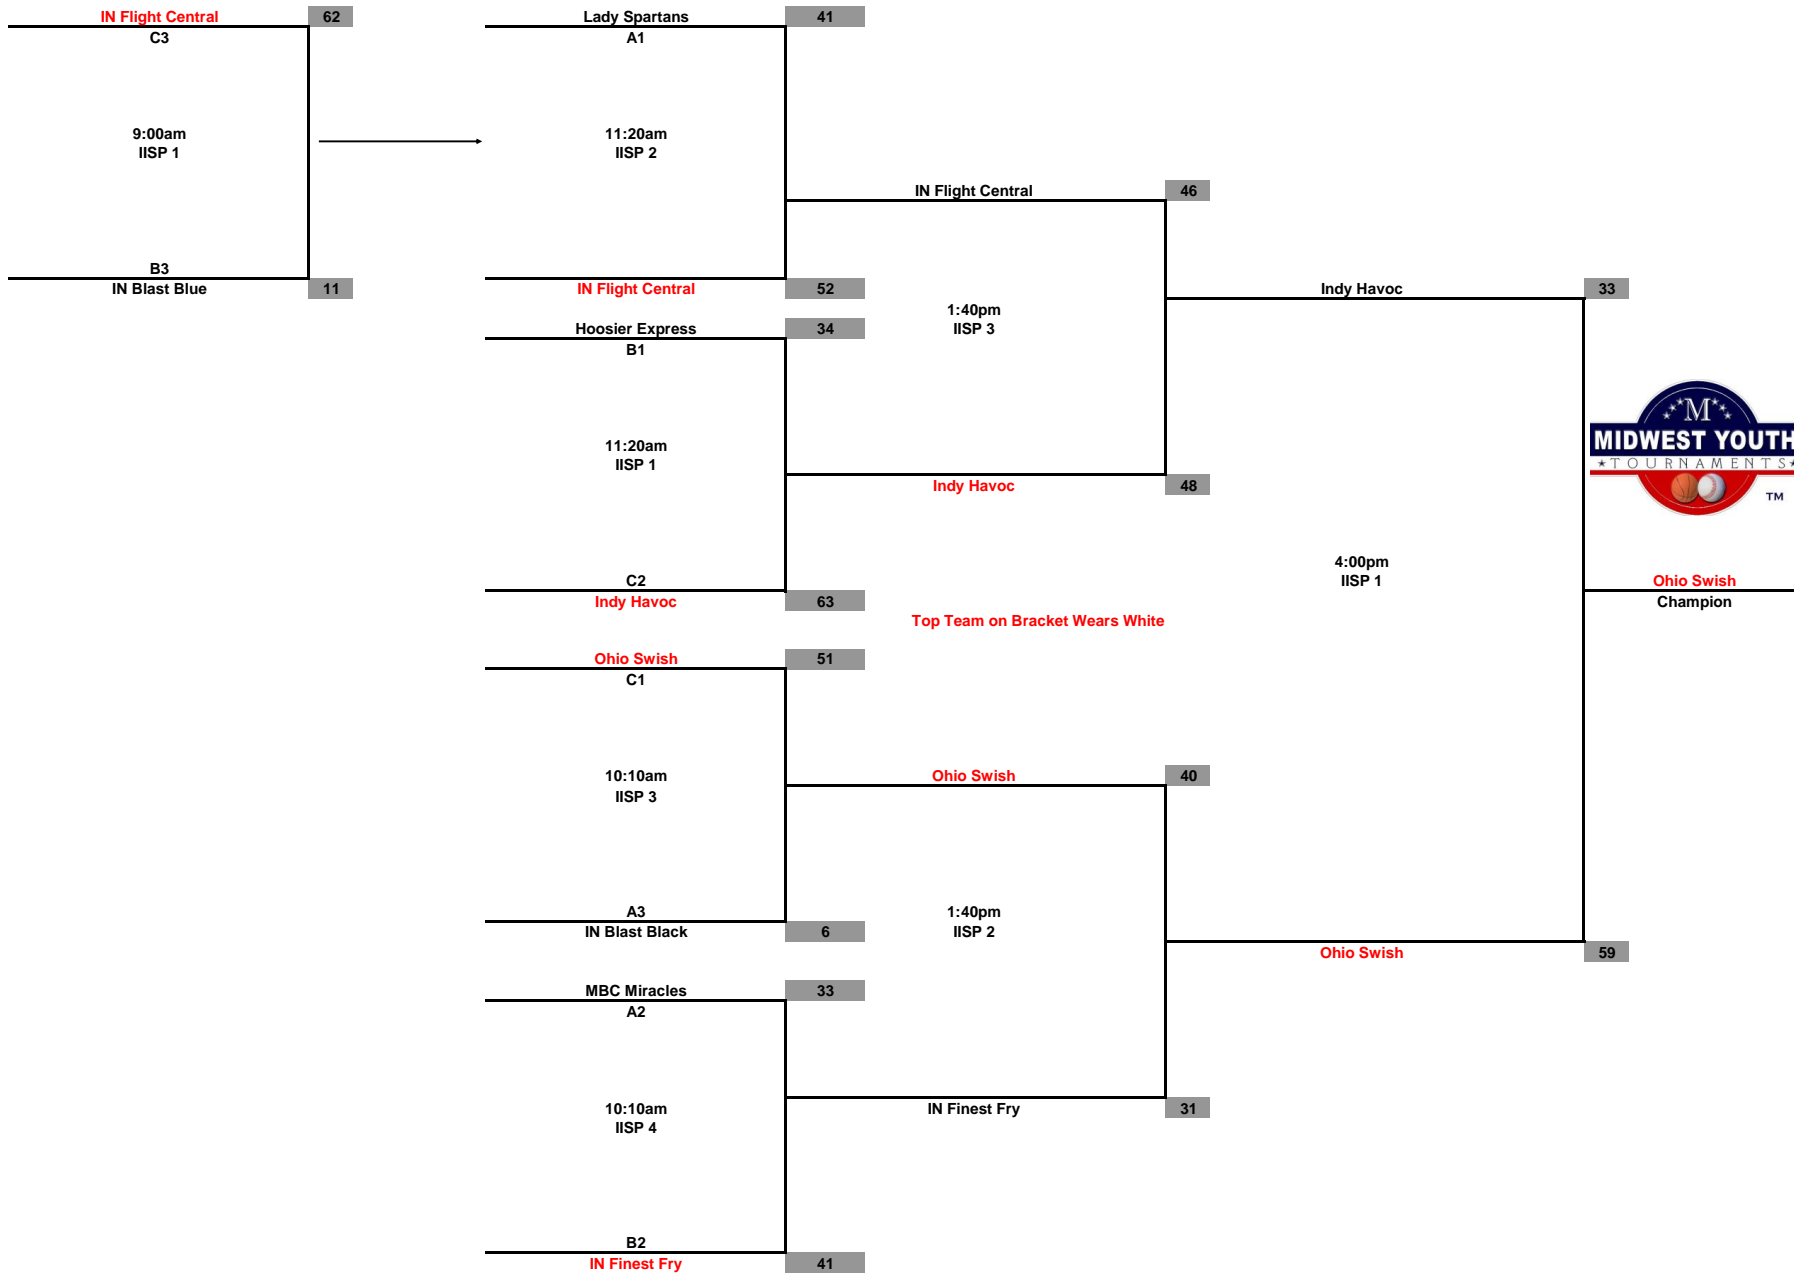 IN Flight Central 62
C3
9:00am
IISP 1
B3
IN Blast Blue 11
Lady Spartans 41
A1
11:20am
IISP 2
IN Flight Central 52
Hoosier Express 34
B1
11:20am
IISP 1
C2
Indy Havoc 63
Ohio Swish 51
C1
10:10am
IISP 3
A3
IN Blast Black 6
MBC Miracles 33
A2
10:10am
IISP 4
B2
IN Finest Fry 41
IN Flight Central 46
1:40pm
IISP 3
Indy Havoc 48
Top Team on Bracket Wears White
Ohio Swish 40
1:40pm
IISP 2
IN Finest Fry 31
Indy Havoc 33
4:00pm
IISP 1
Ohio Swish 59
M
MIDWEST YOUTH
TOURNAMENTS
TM
Ohio Swish
Champion